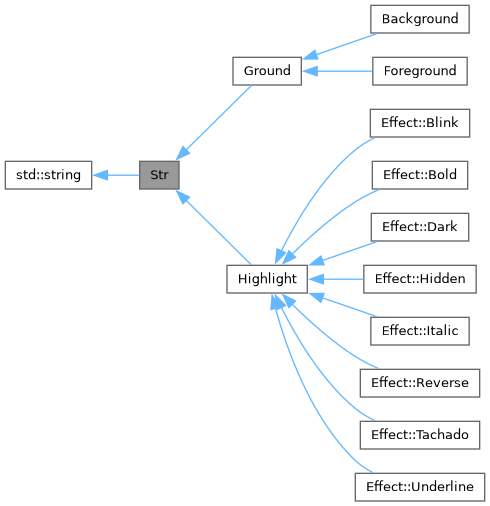 Background
Ground
Foreground
Effect::Blink
std::string
Str
Effect::Bold
Effect::Dark
Highlight
Effect::Hidden
Effect::Italic
Effect::Reverse
Effect::Tachado
Effect::Underline